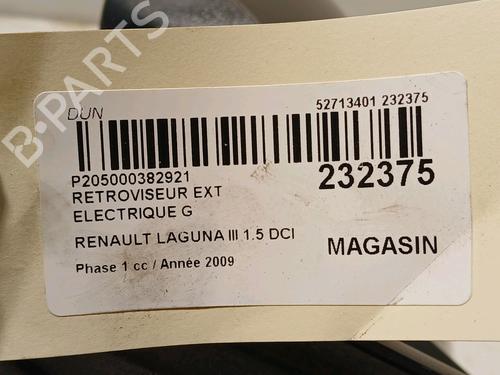 B-PARTS
DUN
52713401 232375
P205000382921
RETROVISEUR EXT
ELECTRIQUE G
232375
RENAULT LAGUNA III 1.5 DCI
MAGASIN
Phase 1 cc / Année 2009